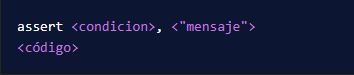 assert <condicion>, <"mensaje">
<código>